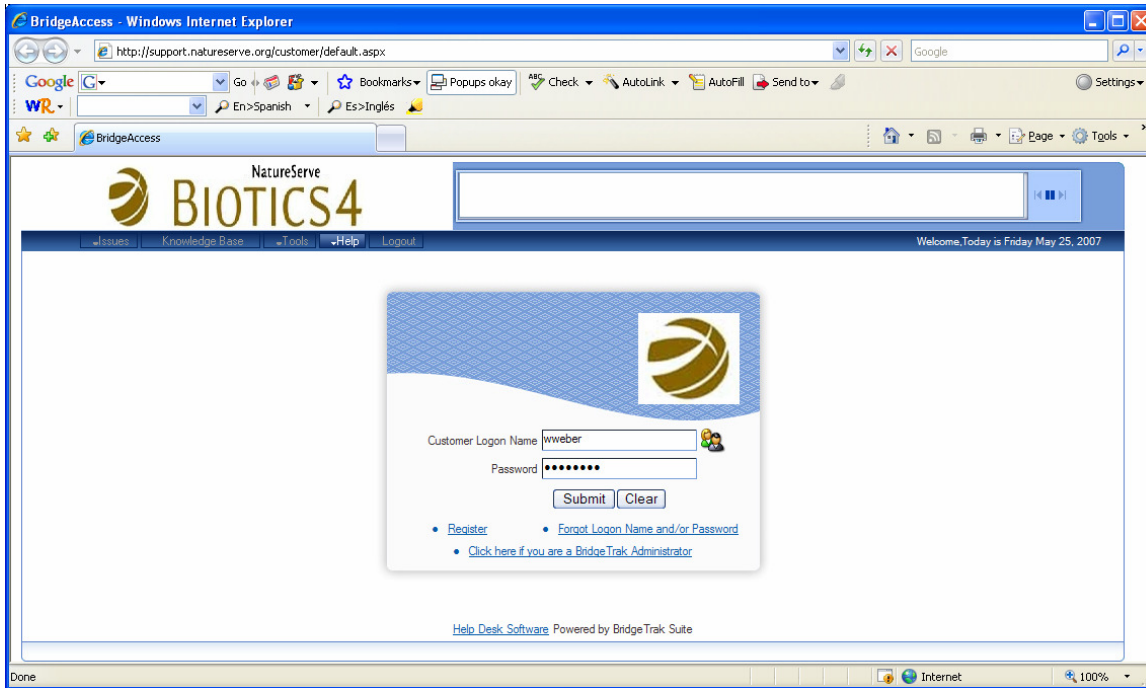 BridgeAccess - Windows Internet Explorer
http://support.natureserve.org/customer/default.aspx
Google
Google G Go Bookmarks Popups okay ABC Check AutoLink AutoFill Send to Settings
WR En>Spanish Es>Inglés
BridgeAccess Page Tools
NatureServe
BIOTICS4
Issues Knowledge Base Tools Help Logout Welcome,Today is Friday May 25, 2007
Customer Logon Name wweber
Password ••••••••
Submit Clear
• Register • Forgot Logon Name and/or Password
• Click here if you are a BridgeTrak Administrator
Help Desk Software Powered by BridgeTrak Suite
Done Internet 100%